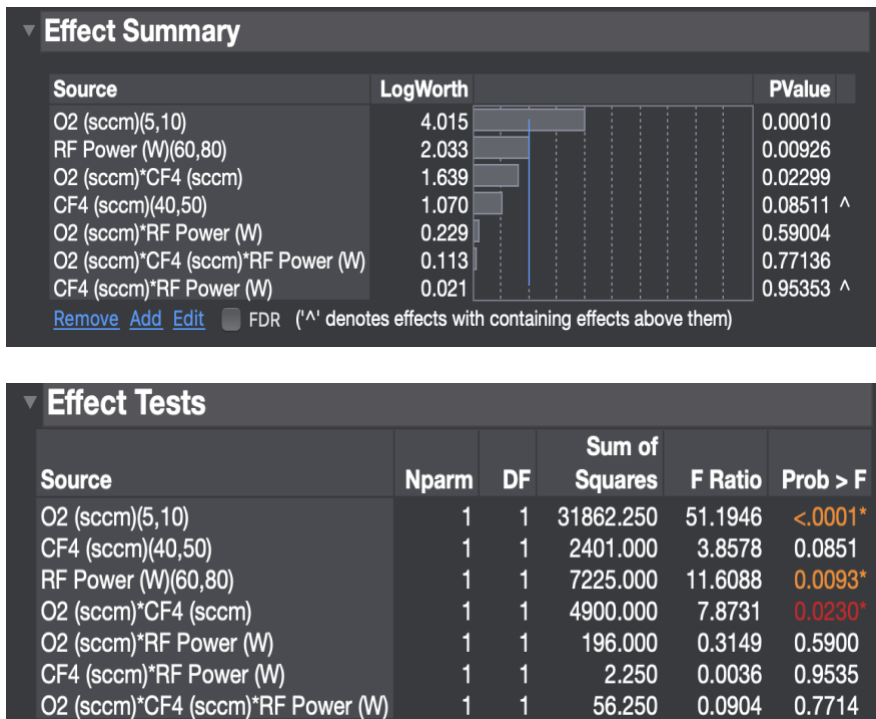 Effect Summary
Source LogWorth PValue
O2 (sccm)(5,10) 4.015 0.00010
RF Power (W)(60,80) 2.033 0.00926
O2 (sccm)*CF4 (sccm) 1.639 0.02299
CF4 (sccm)(40,50) 1.070 0.08511 ^
O2 (sccm)*RF Power (W) 0.229 0.59004
O2 (sccm)*CF4 (sccm)*RF Power (W) 0.113 0.77136
CF4 (sccm)*RF Power (W) 0.021 0.95353 ^
Remove Add Edit FDR ('^' denotes effects with containing effects above them)
Effect Tests
Sum of
Source Nparm DF Squares F Ratio Prob > F
O2 (sccm)(5,10) 1 1 31862.250 51.1946 <.0001*
CF4 (sccm)(40,50) 1 1 2401.000 3.8578 0.0851
RF Power (W)(60,80) 1 1 7225.000 11.6088 0.0093*
O2 (sccm)*CF4 (sccm) 1 1 4900.000 7.8731 0.0230*
O2 (sccm)*RF Power (W) 1 1 196.000 0.3149 0.5900
CF4 (sccm)*RF Power (W) 1 1 2.250 0.0036 0.9535
O2 (sccm)*CF4 (sccm)*RF Power (W) 1 1 56.250 0.0904 0.7714